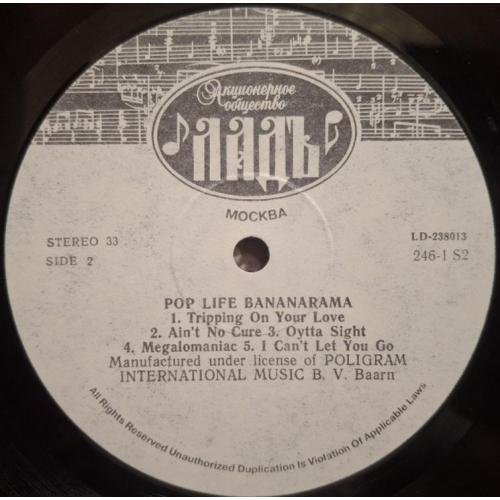 Акционерное
общество
ЛАДЪ
МОСКВА
STEREO 33
SIDE 2
LD-238013
246-1 S2
POP LIFE BANANARAMA
1. Tripping On Your Love
2. Ain't No Cure 3. Oytta Sight
4. Megalomaniac 5. I Can't Let You Go
Manufactured under license of POLIGRAM
INTERNATIONAL MUSIC B. V. Baarn
All Rights Reserved Unauthorized Duplication Is Violation Of Applicable Laws